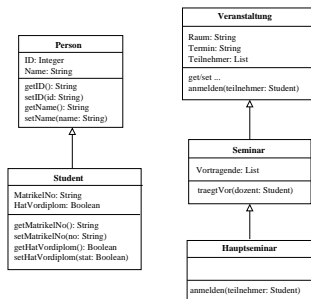 Person
ID: Integer
Name: String
getID(): String
setID(id: String)
getName(): String
setName(name: String)
Student
MatrikelNo: String
HatVordiplom: Boolean
getMatrikelNo(): String
setMatrikelNo(no: String)
getHatVordiplom(): Boolean
setHatVordiplom(stat: Boolean)
Veranstaltung
Raum: String
Termin: String
Teilnehmer: List
get/set ...
anmelden(teilnehmer: Student)
Seminar
Vortragende: List
traegtVor(dozent: Student)
Hauptseminar
anmelden(teilnehmer: Student)